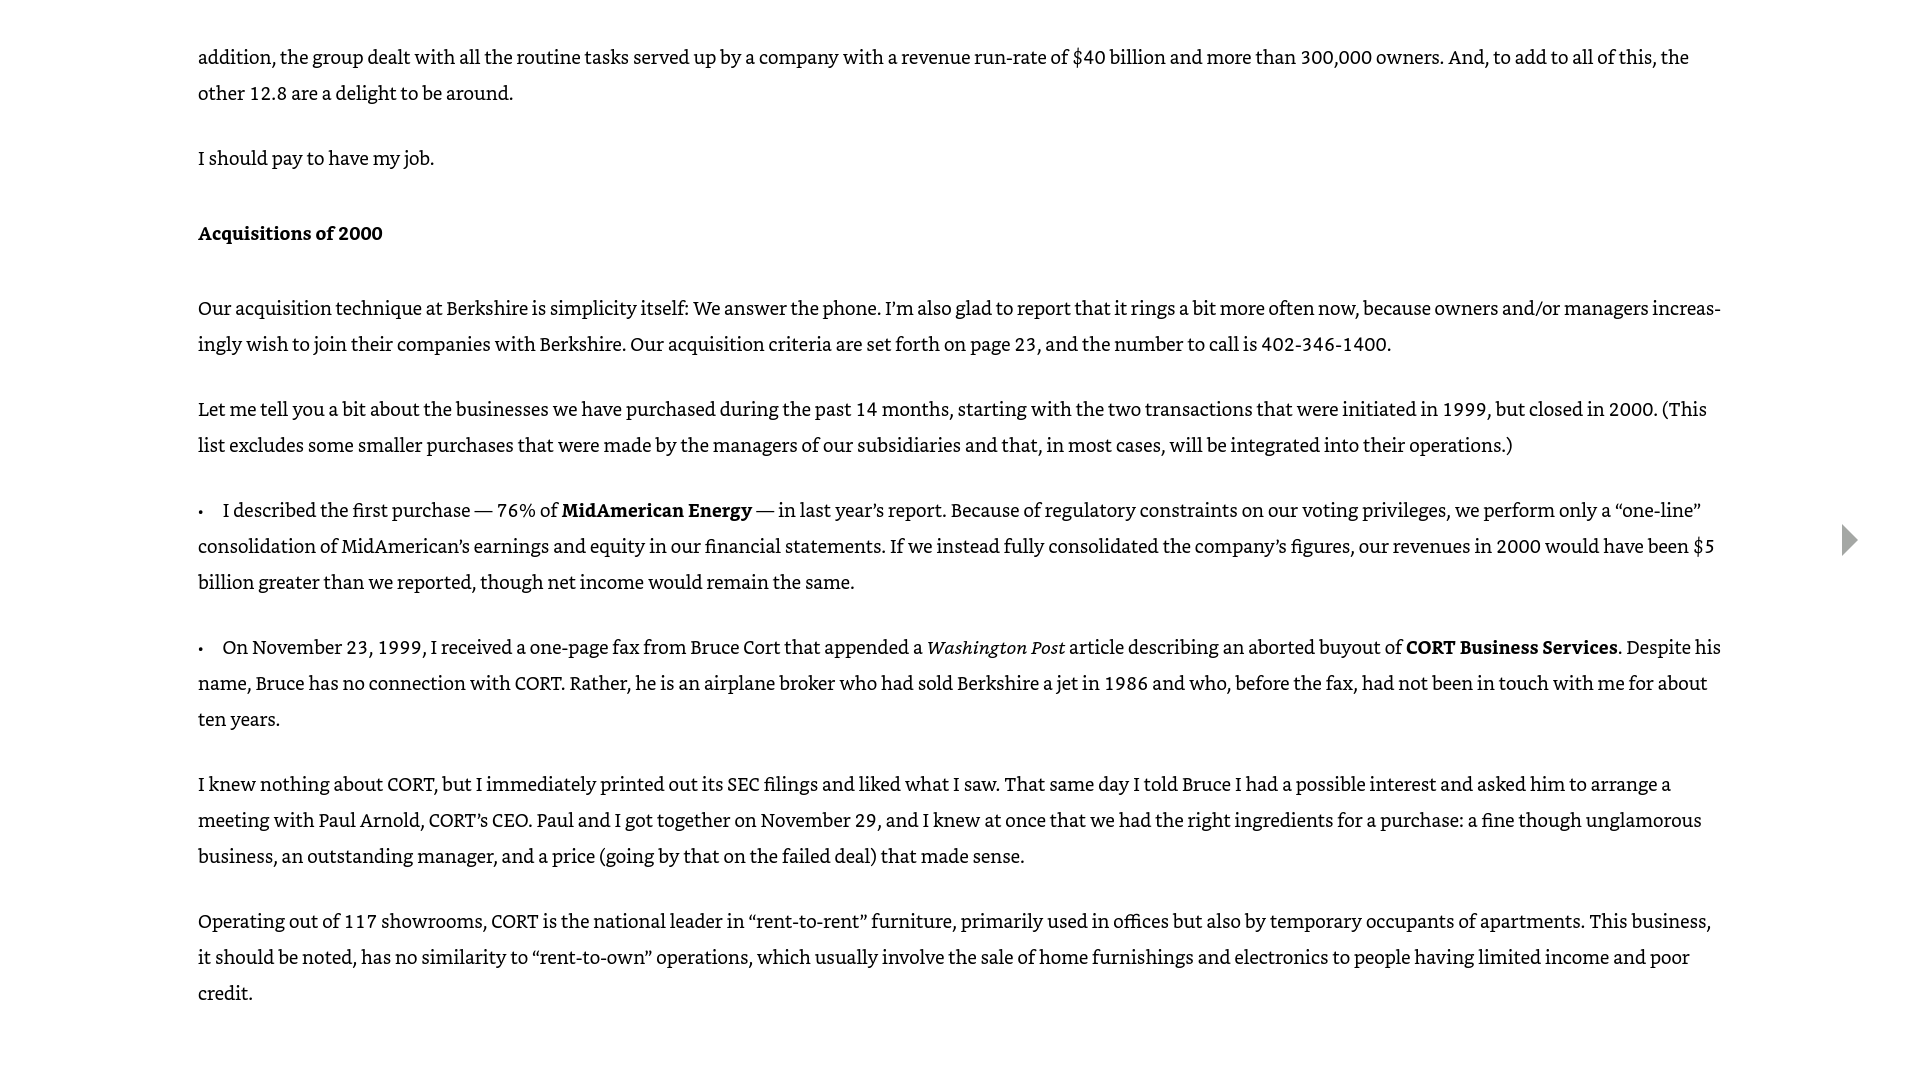 addition, the group dealt with all the routine tasks served up by a company with a revenue run-rate of $40 billion and more than 300,000 owners. And, to add to all of this, the
other 12.8 are a delight to be around.
I should pay to have my job.
Acquisitions of 2000
Our acquisition technique at Berkshire is simplicity itself: We answer the phone. I’m also glad to report that it rings a bit more often now, because owners and/or managers increas-
ingly wish to join their companies with Berkshire. Our acquisition criteria are set forth on page 23, and the number to call is 402-346-1400.
Let me tell you a bit about the businesses we have purchased during the past 14 months, starting with the two transactions that were initiated in 1999, but closed in 2000. (This
list excludes some smaller purchases that were made by the managers of our subsidiaries and that, in most cases, will be integrated into their operations.)
• I described the first purchase — 76% of MidAmerican Energy — in last year’s report. Because of regulatory constraints on our voting privileges, we perform only a “one-line”
consolidation of MidAmerican’s earnings and equity in our financial statements. If we instead fully consolidated the company’s figures, our revenues in 2000 would have been $5
billion greater than we reported, though net income would remain the same.
• On November 23, 1999, I received a one-page fax from Bruce Cort that appended a Washington Post article describing an aborted buyout of CORT Business Services. Despite his
name, Bruce has no connection with CORT. Rather, he is an airplane broker who had sold Berkshire a jet in 1986 and who, before the fax, had not been in touch with me for about
ten years.
I knew nothing about CORT, but I immediately printed out its SEC filings and liked what I saw. That same day I told Bruce I had a possible interest and asked him to arrange a
meeting with Paul Arnold, CORT’s CEO. Paul and I got together on November 29, and I knew at once that we had the right ingredients for a purchase: a fine though unglamorous
business, an outstanding manager, and a price (going by that on the failed deal) that made sense.
Operating out of 117 showrooms, CORT is the national leader in “rent-to-rent” furniture, primarily used in offices but also by temporary occupants of apartments. This business,
it should be noted, has no similarity to “rent-to-own” operations, which usually involve the sale of home furnishings and electronics to people having limited income and poor
credit.